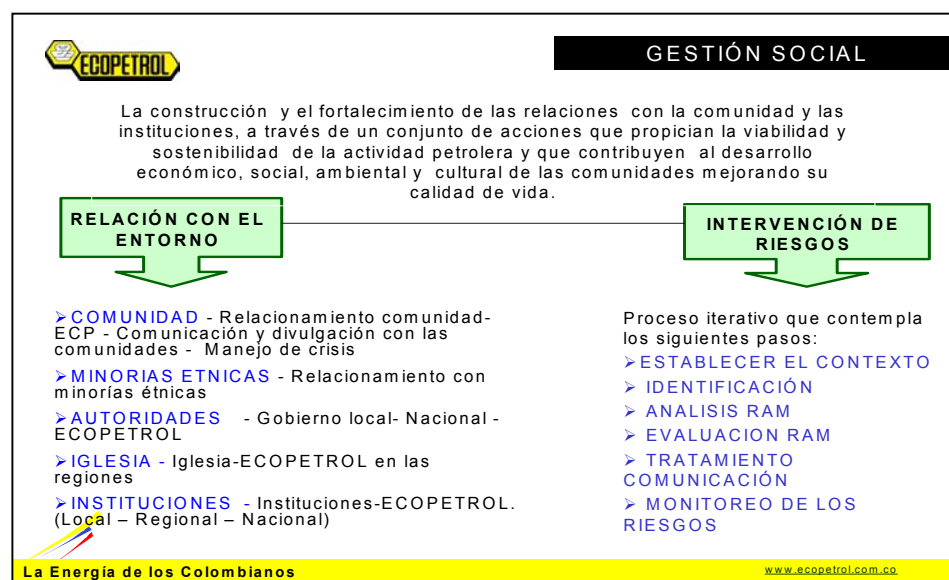 ECOPETROL
GESTIÓN SOCIAL
La construcción y el fortalecimiento de las relaciones con la comunidad y las
instituciones, a través de un conjunto de acciones que propician la viabilidad y
sostenibilidad de la actividad petrolera y que contribuyen al desarrollo
económico, social, ambiental y cultural de las comunidades mejorando su
calidad de vida.
RELACIÓN CON EL
ENTORNO
➢COMUNIDAD - Relacionamiento comunidad-
ECP - Comunicación y divulgación con las
comunidades - Manejo de crisis
➢MINORIAS ETNICAS - Relacionamiento con
minorías étnicas
➢AUTORIDADES - Gobierno local- Nacional -
ECOPETROL
➢IGLESIA - Iglesia-ECOPETROL en las
regiones
➢INSTITUCIONES - Instituciones-ECOPETROL.
(Local – Regional – Nacional)
INTERVENCIÓN DE
RIESGOS
Proceso iterativo que contempla
los siguientes pasos:
➢ESTABLECER EL CONTEXTO
➢ IDENTIFICACIÓN
➢ ANALISIS RAM
➢ EVALUACION RAM
➢ TRATAMIENTO
COMUNICACIÓN
➢ MONITOREO DE LOS
RIESGOS
La Energía de los Colombianos
www.ecopetrol.com.co